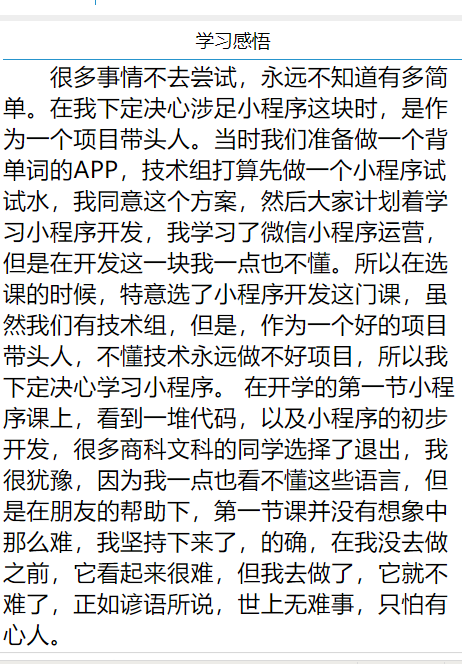 学习感悟
很多事情不去尝试，永远不知道有多简
单。在我下定决心涉足小程序这块时，是作
为一个项目带头人。当时我们准备做一个背
单词的APP，技术组打算先做一个小程序试
试水，我同意这个方案，然后大家计划着学
习小程序开发，我学习了微信小程序运营，
但是在开发这一块我一点也不懂。所以在选
课的时候，特意选了小程序开发这门课，虽
然我们有技术组，但是，作为一个好的项目
带头人，不懂技术永远做不好项目，所以我
下定决心学习小程序。 在开学的第一节小程
序课上，看到一堆代码，以及小程序的初步
开发，很多商科文科的同学选择了退出，我
很犹豫，因为我一点也看不懂这些语言，但
是在朋友的帮助下，第一节课并没有想象中
那么难，我坚持下来了，的确，在我没去做
之前，它看起来很难，但我去做了，它就不
难了，正如谚语所说，世上无难事，只怕有
心人。